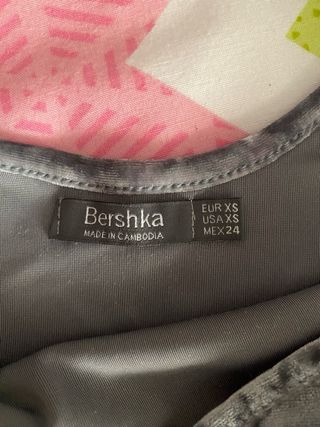 Bershka
MADE IN CAMBODIA
EUR XS
USA XS
MEX 24